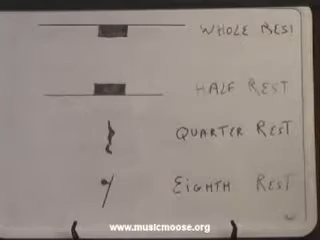 WHOLE REST
HALF REST
QUARTER REST
EIGHTH REST
www.musicmoose.org